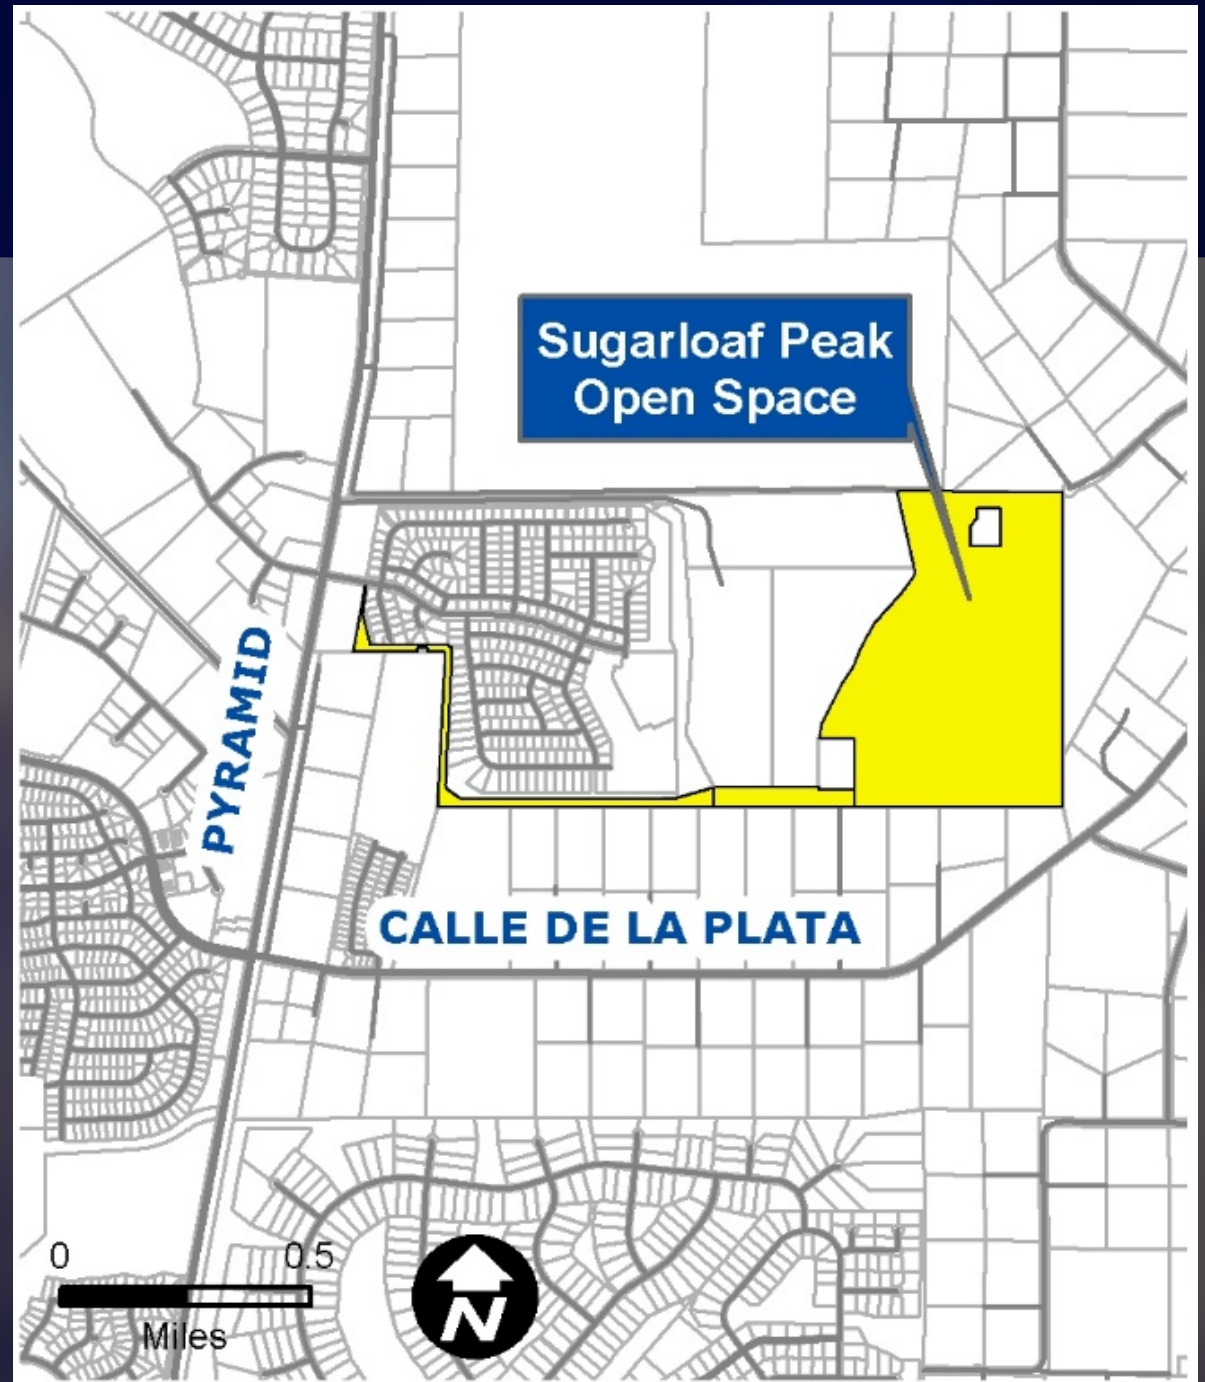 Sugarloaf Peak
Open Space
PYRAMID
CALLE DE LA PLATA
0 0.5
Miles
N